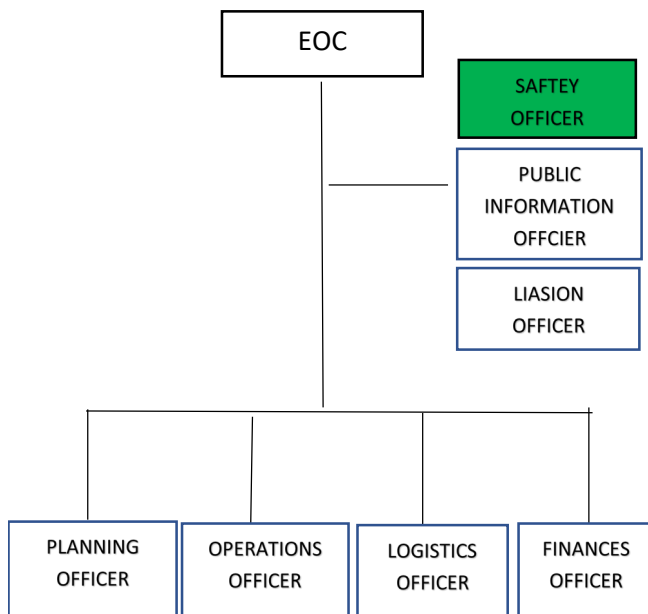 EOC
SAFTEY
OFFICER
PUBLIC
INFORMATION
OFFCIER
LIASION
OFFICER
PLANNING
OFFICER
OPERATIONS
OFFICER
LOGISTICS
OFFICER
FINANCES
OFFICER